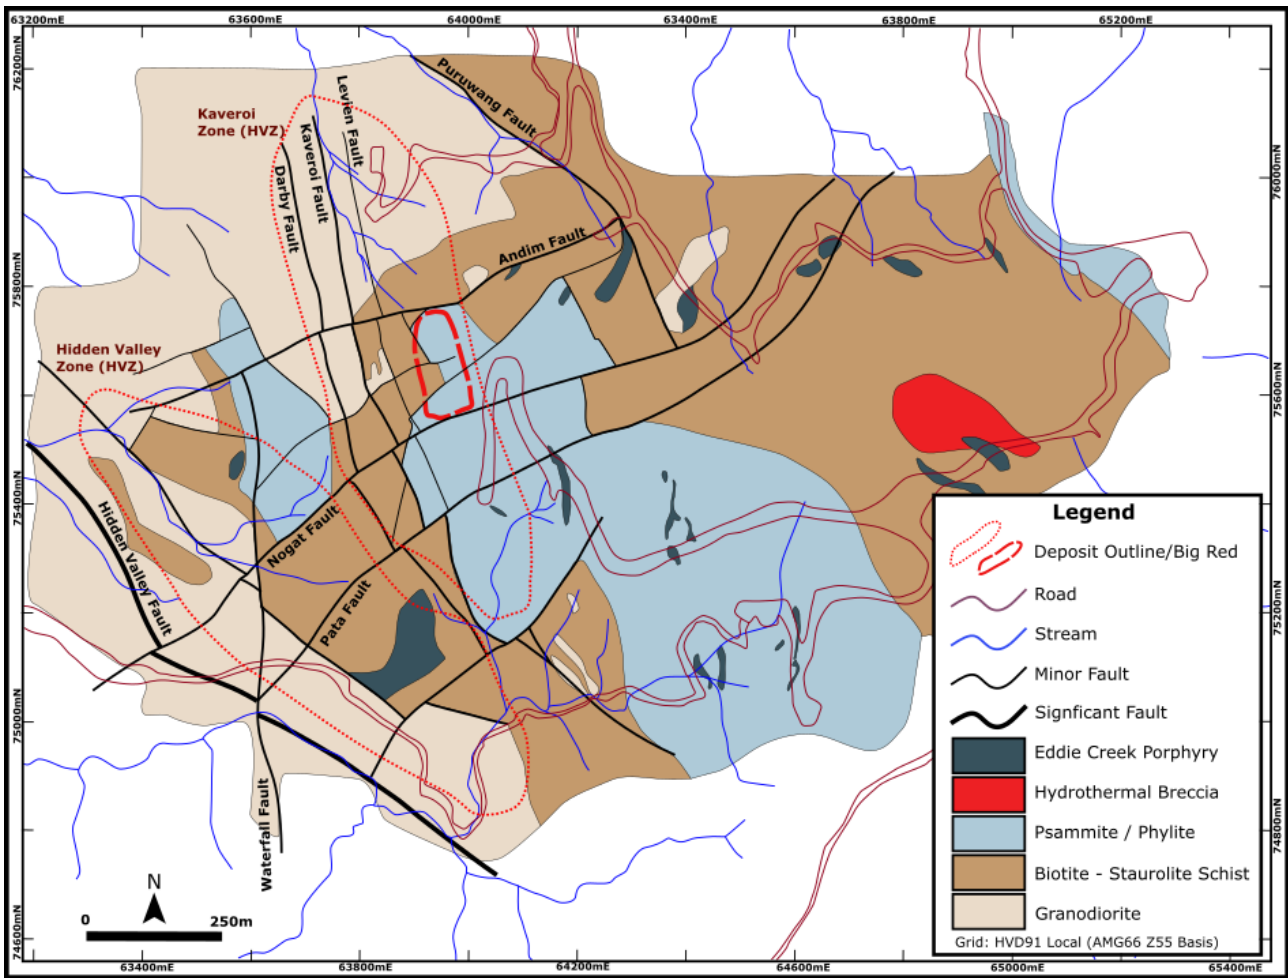 63200mE
63600mE
64000mE
63400mE
63800mE
65200mE
76200mN
76000mN
75800mN
75600mN
75400mN
75200mN
75000mN
74800mN
74600mN
Kaveroi
Zone (HVZ)
Levien Fault
Kaveroi Fault
Darby Fault
Puruwang Fault
Andim Fault
Hidden Valley
Zone (HVZ)
Hidden Valley Fault
Nogat Fault
Pata Fault
Waterfall Fault
N
0
250m
Legend
Deposit Outline/Big Red
Road
Stream
Minor Fault
Signficant Fault
Eddie Creek Porphyry
Hydrothermal Breccia
Psammite / Phylite
Biotite - Staurolite Schist
Granodiorite
Grid: HVD91 Local (AMG66 Z55 Basis)
63400mE
63800mE
64200mE
64600mE
65000mE
65400mE